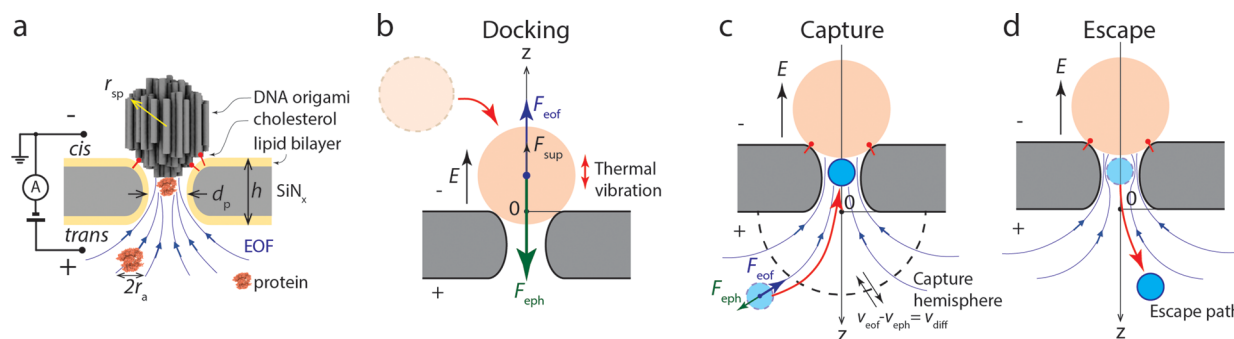 a
r_sp
DNA origami
cholesterol
lipid bilayer
-
cis
A
d_p
h
SiN_x
trans
+
EOF
protein
2r_a
b
Docking
z
F_eof
F_sup
E
Thermal
vibration
-
0
+
F_eph
c
Capture
E
-
0
+
F_eof
F_eph
Capture
hemisphere
v_eof-v_eph=v_diff
z
d
Escape
E
-
0
+
Escape path
z